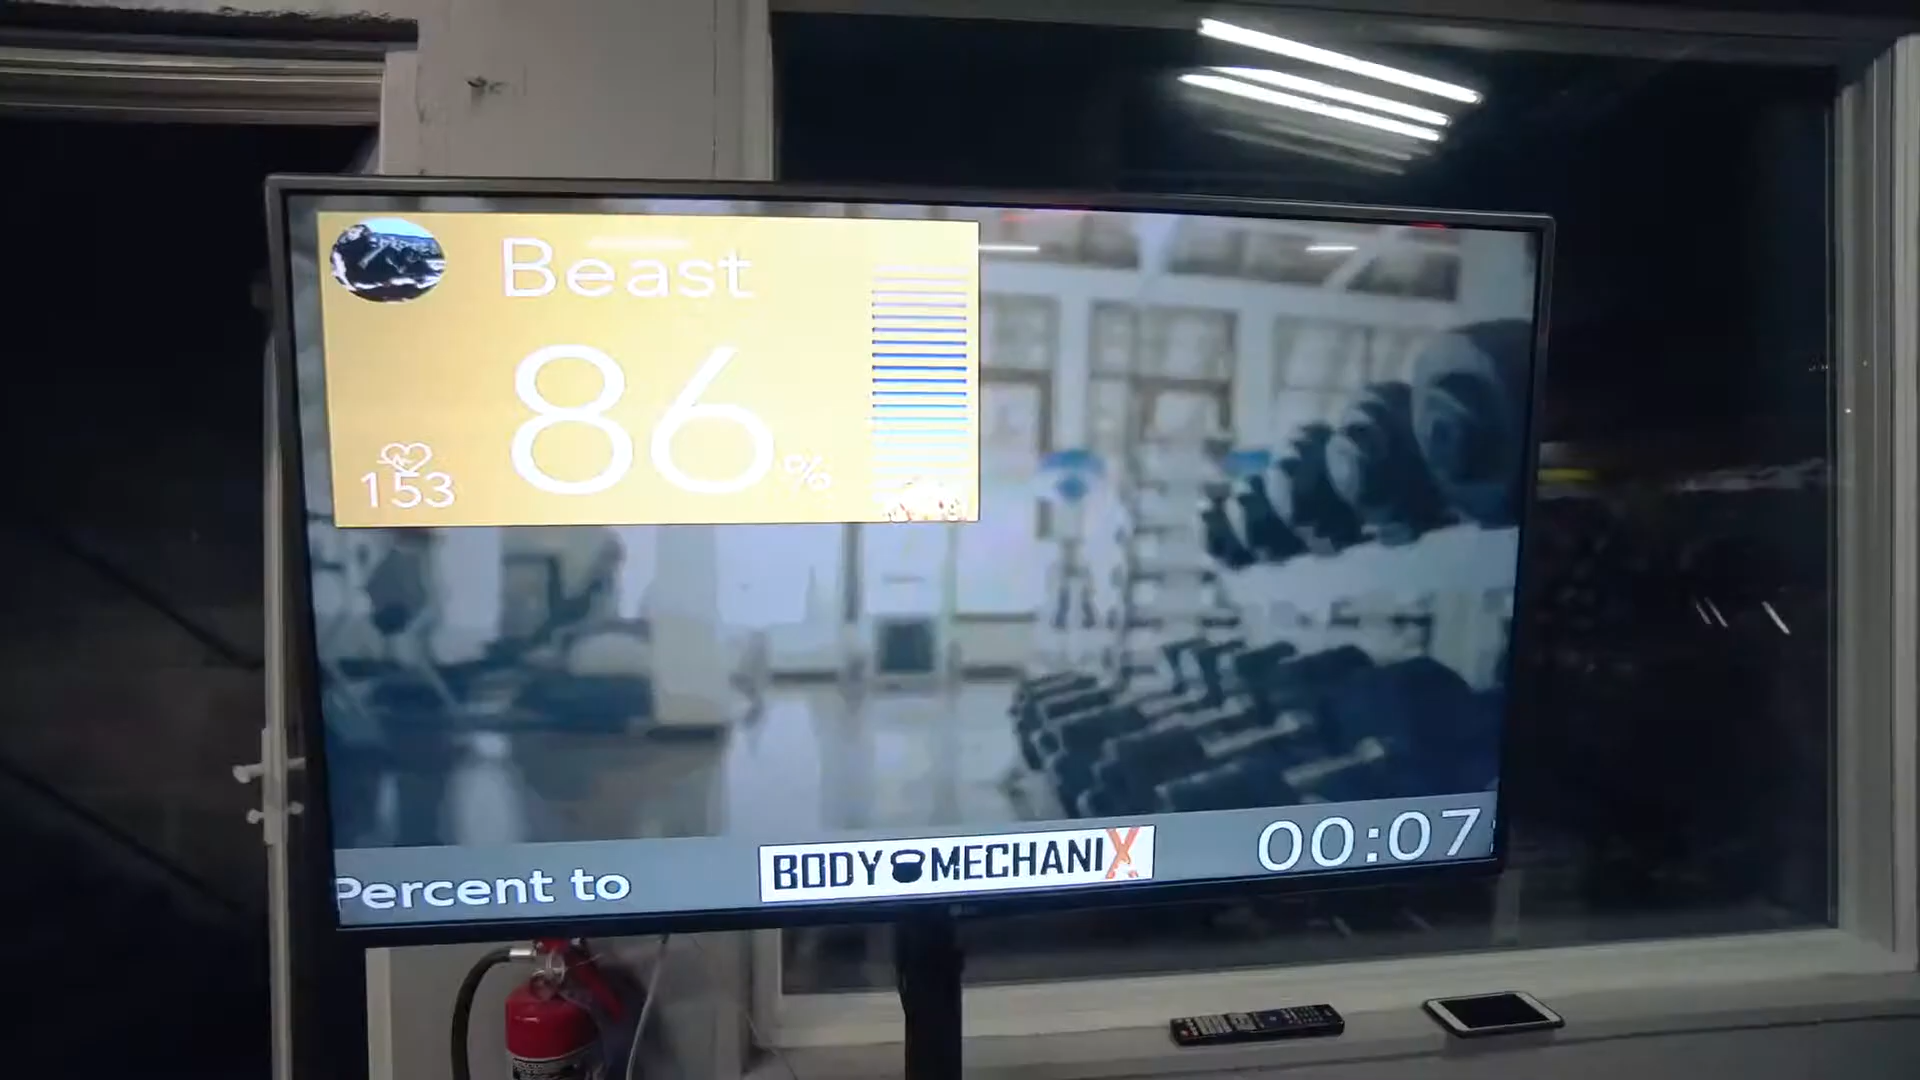 Beast
86 %
153
Percent to
BODY MECHANIX
00:07